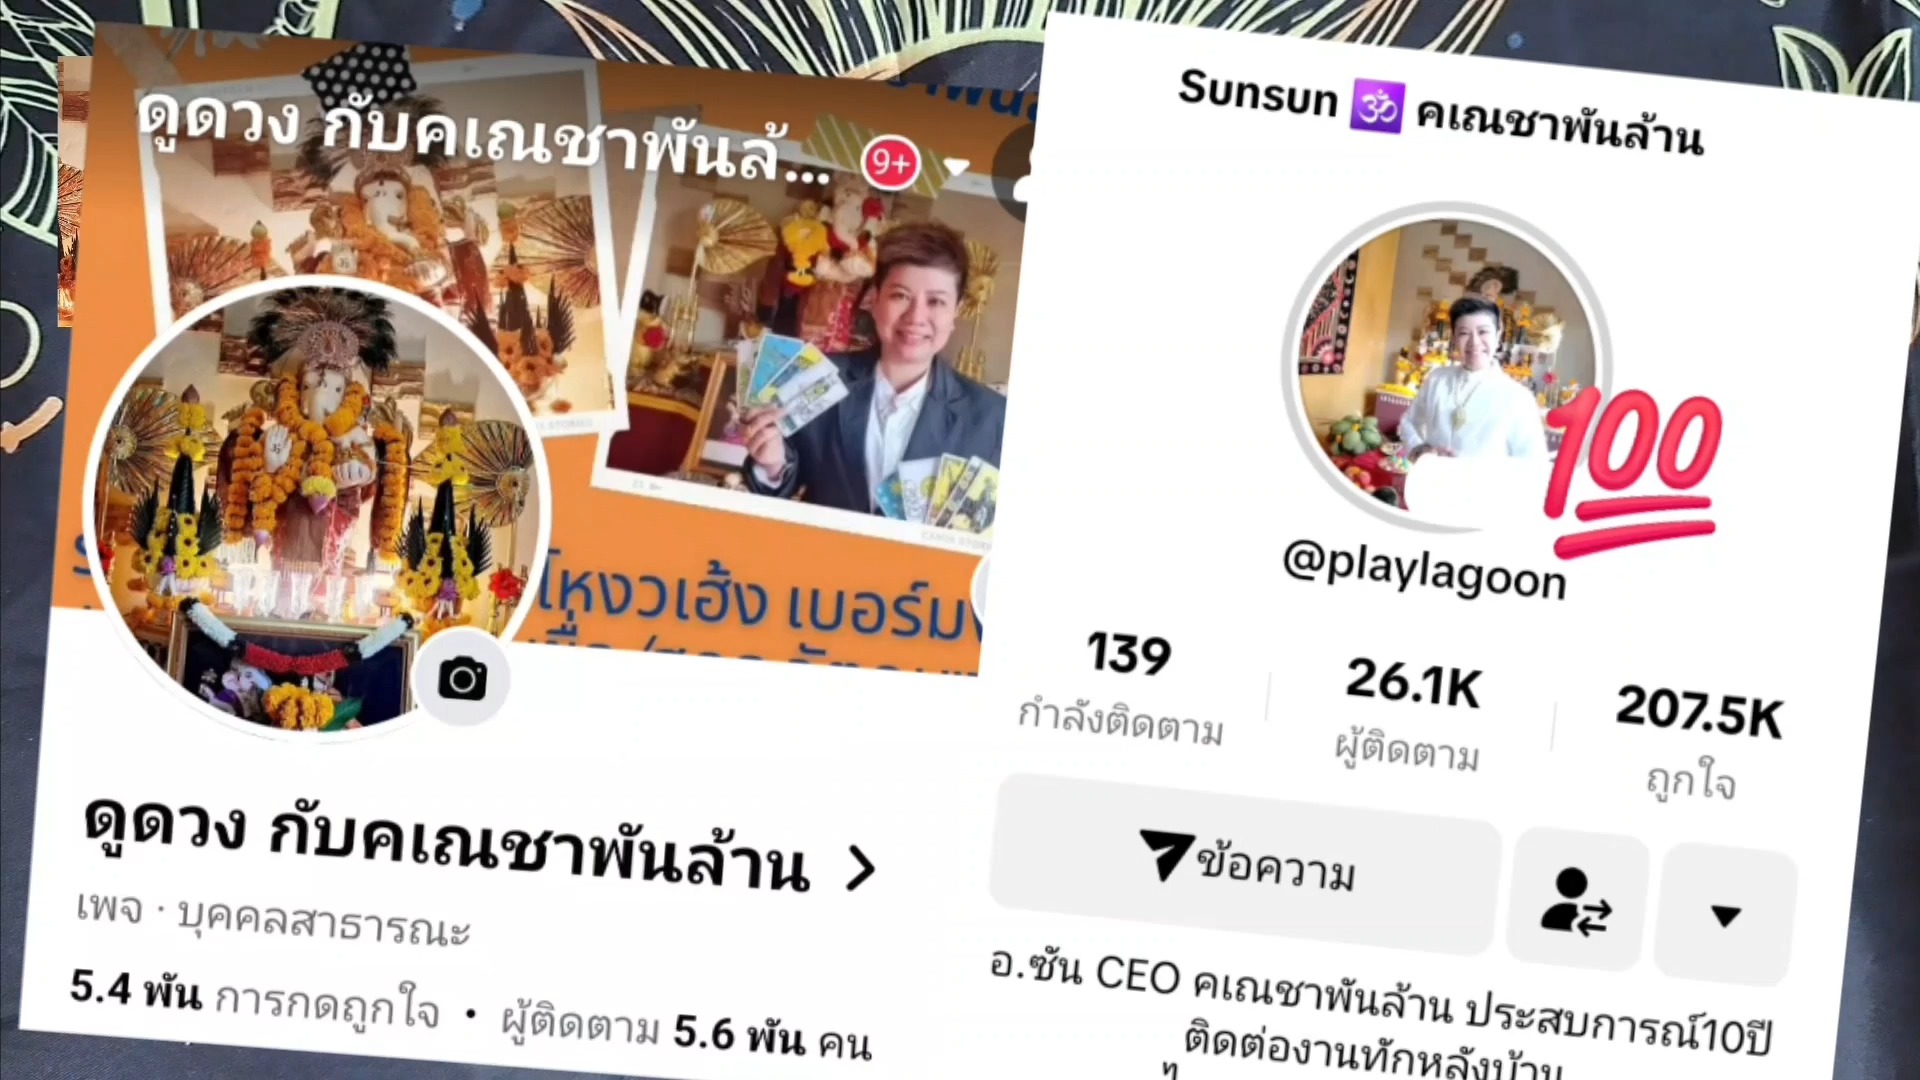 ดูดวง กับคเณชาพันล้...
9+
โหงวเฮ้ง เบอร์ม
ดูดวง กับคเณชาพันล้าน
เพจ · บุคคลสาธารณะ
5.4 พัน การกดถูกใจ • ผู้ติดตาม 5.6 พัน คน
Sunsun 🕉 คเณชาพันล้าน
100
@playlagoon
139 26.1K 207.5K
กำลังติดตาม ผู้ติดตาม ถูกใจ
ข้อความ
อ.ซัน CEO คเณชาพันล้าน ประสบการณ์10ปี
ติดต่องานทักหลังบ้าน